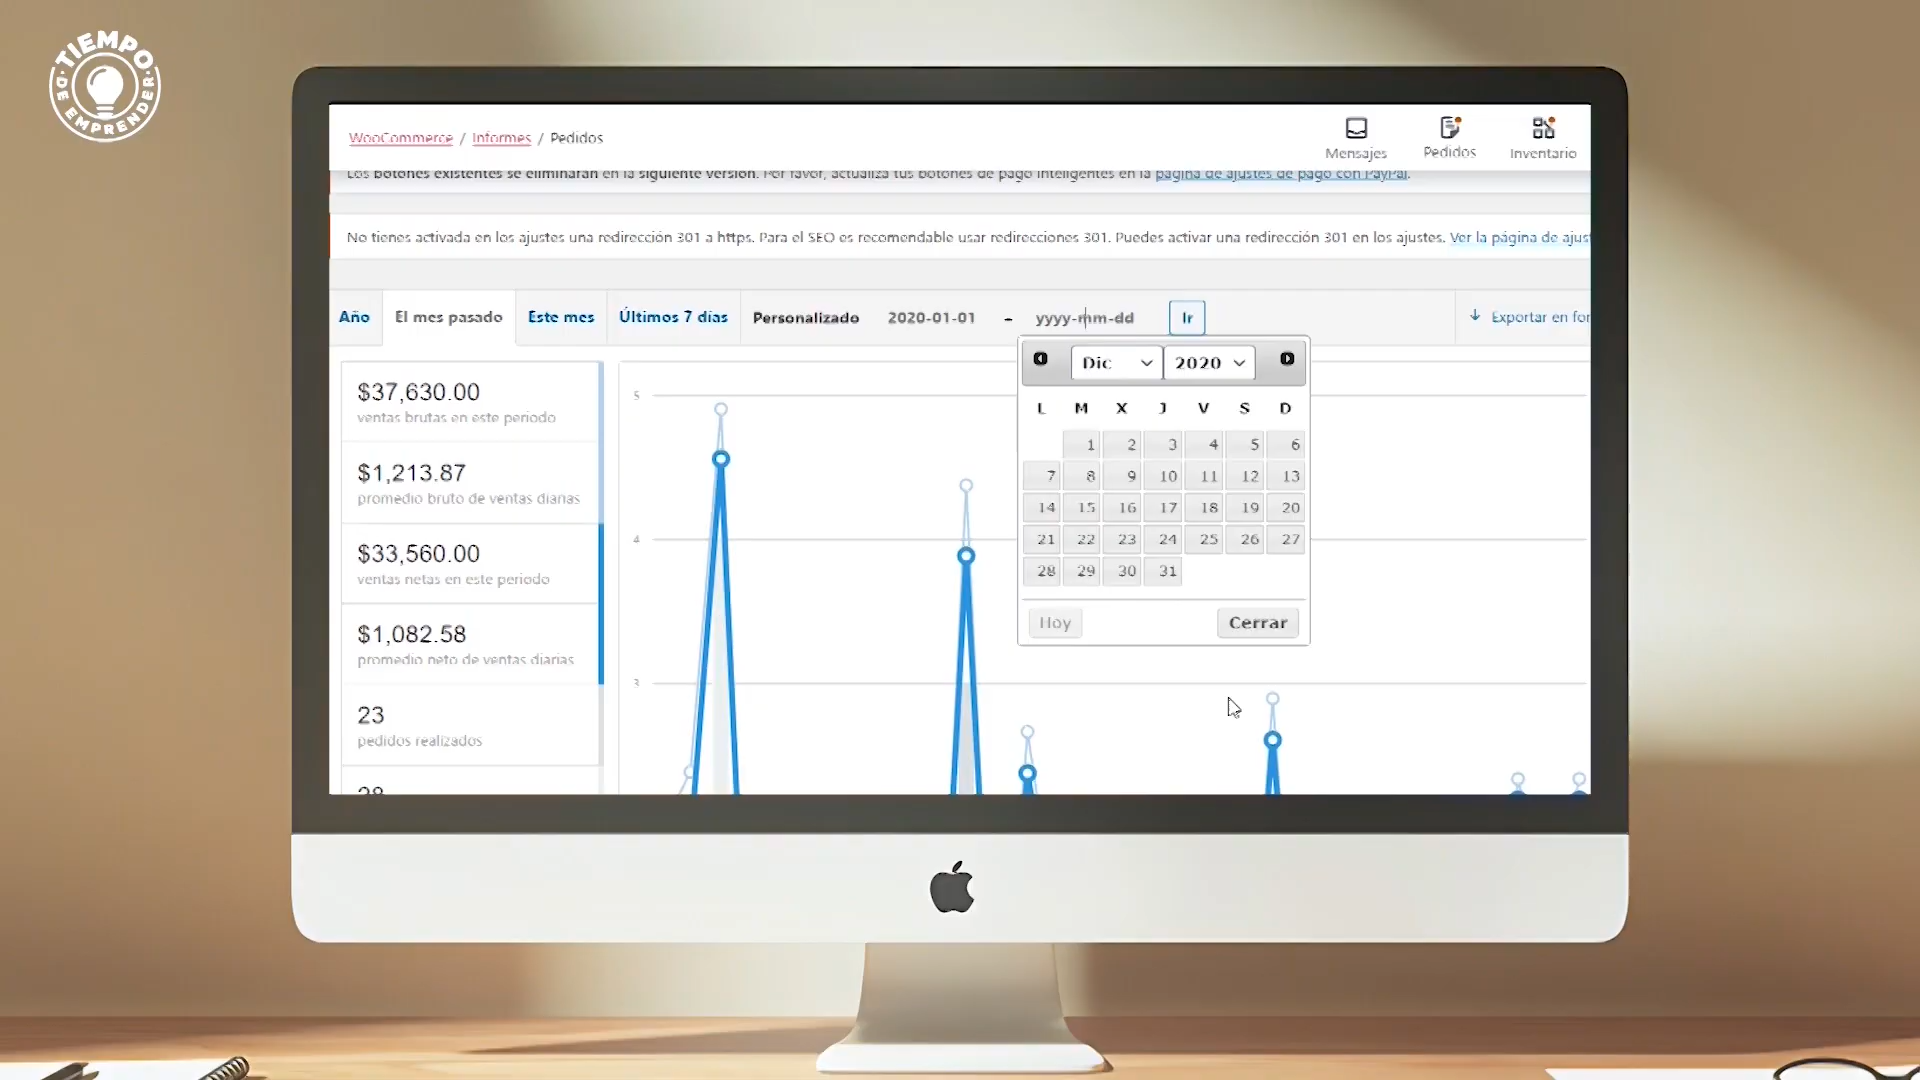 TIEMPO
DE EMPRENDER
WooCommerce / Informes / Pedidos
Mensajes
Pedidos
Inventario
Los botones existentes se eliminarán en la siguiente versión. Por favor, actualiza tus botones de pago inteligentes en la página de ajustes de pago con PayPal.
No tienes activada en los ajustes una redirección 301 a https. Para el SEO es recomendable usar redirecciones 301. Puedes activar una redirección 301 en los ajustes. Ver la página de ajust
Año
El mes pasado
Este mes
Últimos 7 días
Personalizado
2020-01-01
-
yyyy-mm-dd
Ir
Exportar en for
$37,630.00
ventas brutas en este periodo
$1,213.87
promedio bruto de ventas diarias
$33,560.00
ventas netas en este periodo
$1,082.58
promedio neto de ventas diarias
23
pedidos realizados
28
5
4
3
Dic
2020
L M X J V S D
1 2 3 4 5 6
7 8 9 10 11 12 13
14 15 16 17 18 19 20
21 22 23 24 25 26 27
28 29 30 31
Hoy
Cerrar